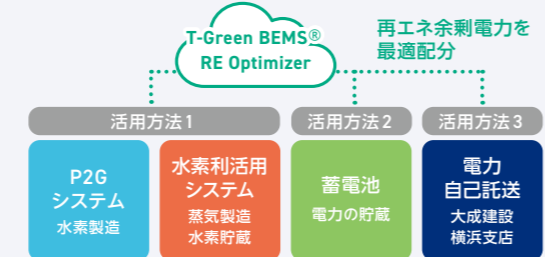 T-Green BEMS®
RE Optimizer
再エネ余剰電力を
最適配分
活用方法1
活用方法2
活用方法3
P2G
システム
水素製造
水素利活用
システム
蒸気製造
水素貯蔵
蓄電池
電力の貯蔵
電力
自己託送
大成建設
横浜支店